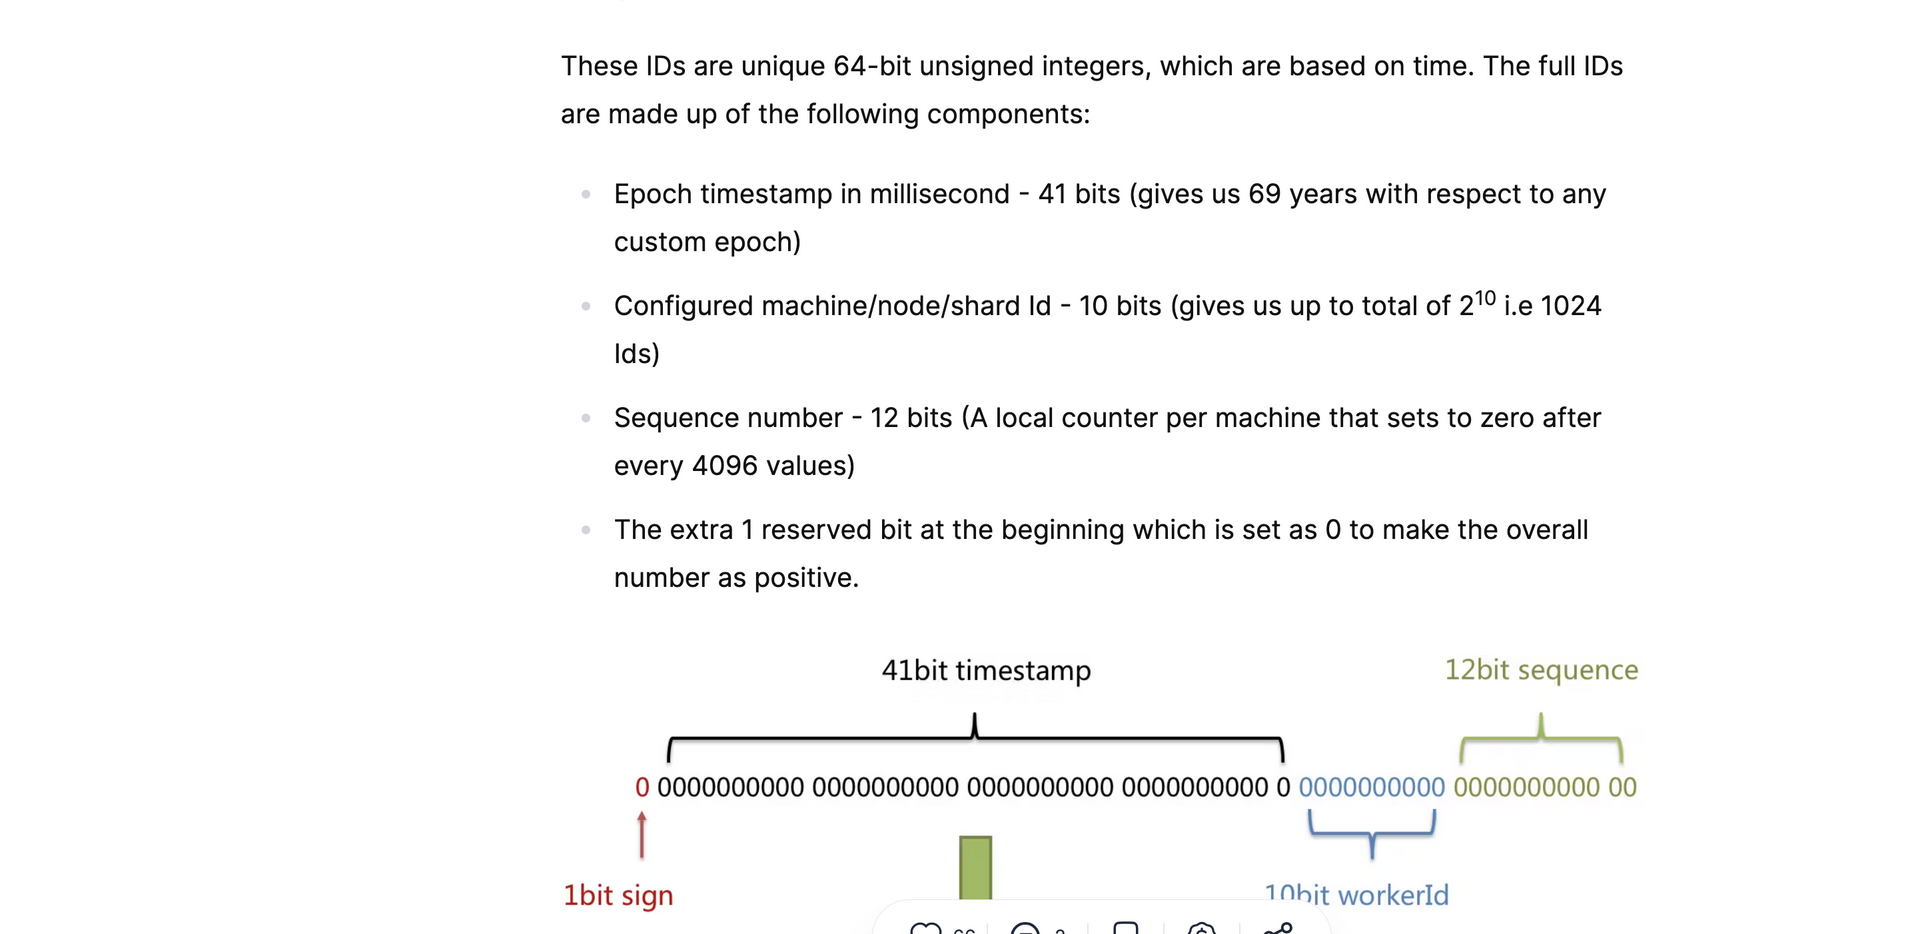 These IDs are unique 64-bit unsigned integers, which are based on time. The full IDs
are made up of the following components:
Epoch timestamp in millisecond - 41 bits (gives us 69 years with respect to any
custom epoch)
Configured machine/node/shard Id - 10 bits (gives us up to total of 2¹⁰ i.e 1024
Ids)
Sequence number - 12 bits (A local counter per machine that sets to zero after
every 4096 values)
The extra 1 reserved bit at the beginning which is set as 0 to make the overall
number as positive.
41bit timestamp 12bit sequence
0 0000000000 0000000000 0000000000 0000000000 0 0000000000 0000000000 00
1bit sign 10bit workerId